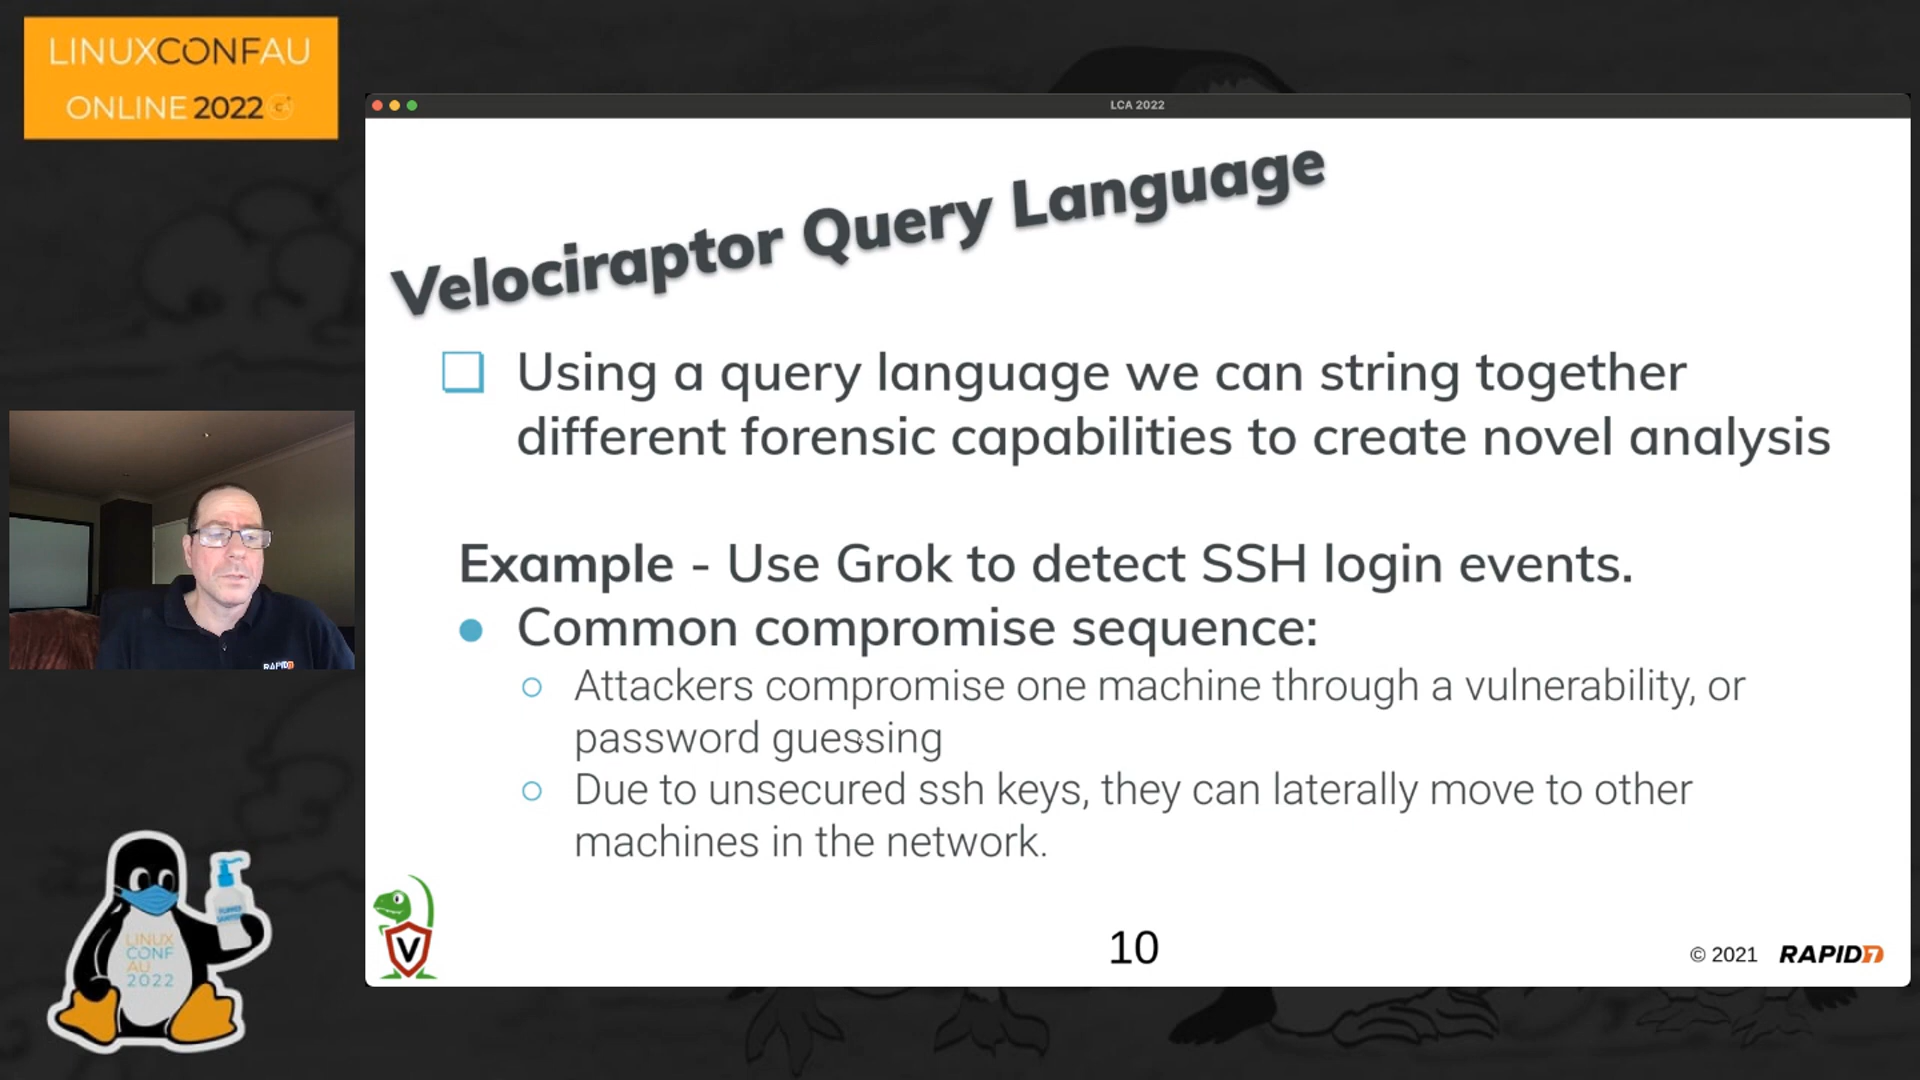 LINUXCONFAU
ONLINE 2022
LCA 2022
Velociraptor Query Language
Using a query language we can string together
different forensic capabilities to create novel analysis
Example - Use Grok to detect SSH login events.
Common compromise sequence:
Attackers compromise one machine through a vulnerability, or
password guessing
Due to unsecured ssh keys, they can laterally move to other
machines in the network.
V
10
© 2021 RAPID7
RAPID7
LINUX
CONF
AU
2022